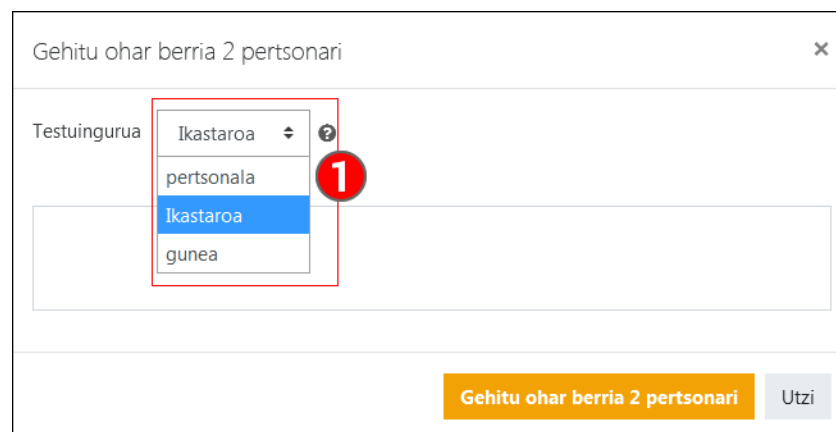 Gehitu ohar berria 2 pertsonari ×
Testuingurua Ikastaroa ?
pertsonala
1
Ikastaroa
gunea
Gehitu ohar berria 2 pertsonari Utzi